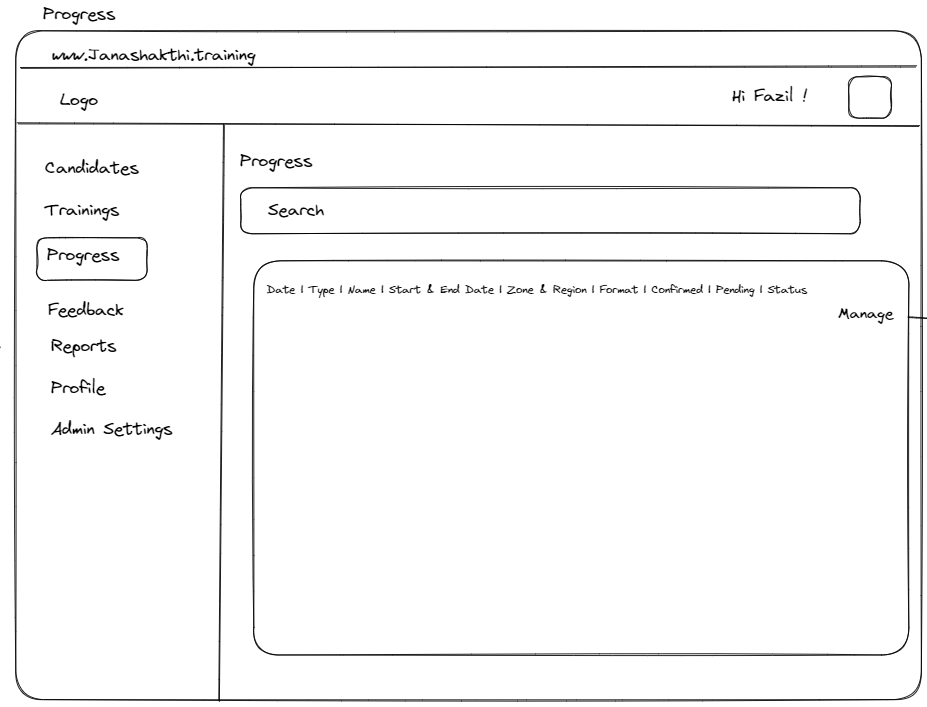 Progress
www.Janashakthi.training
Logo
Hi Fazil !
Candidates
Trainings
Progress
Feedback
Reports
Profile
Admin Settings
Progress
Search
Date | Type | Name | Start & End Date | Zone & Region | Format | Confirmed | Pending | Status
Manage